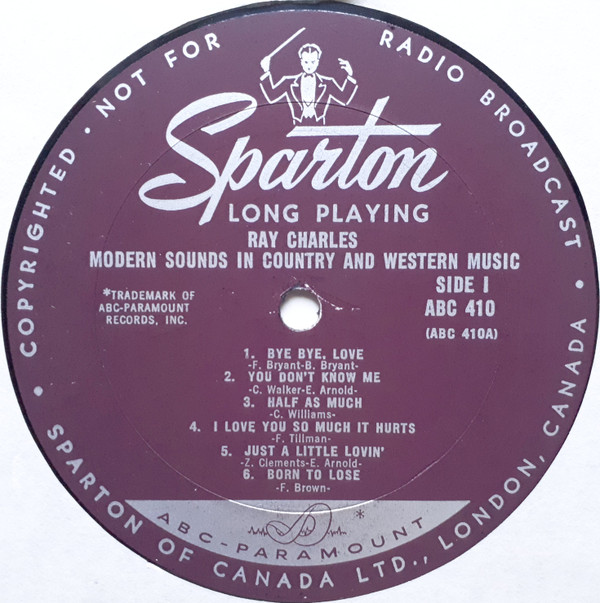 COPYRIGHTED • NOT FOR RADIO BROADCAST •
Sparton
LONG PLAYING
RAY CHARLES
MODERN SOUNDS IN COUNTRY AND WESTERN MUSIC
SIDE I
*TRADEMARK OF
ABC-PARAMOUNT
RECORDS, INC.
ABC 410
(ABC 410A)
1. BYE BYE, LOVE
-F. Bryant-B. Bryant-
2. YOU DON'T KNOW ME
-C. Walker-E. Arnold-
3. HALF AS MUCH
-C. Williams-
4. I LOVE YOU SO MUCH IT HURTS
-F. Tillman-
5. JUST A LITTLE LOVIN'
-Z. Clements-E. Arnold-
6. BORN TO LOSE
-F. Brown-
*
ABC-PARAMOUNT
• SPARTON OF CANADA LTD., LONDON, CANADA •